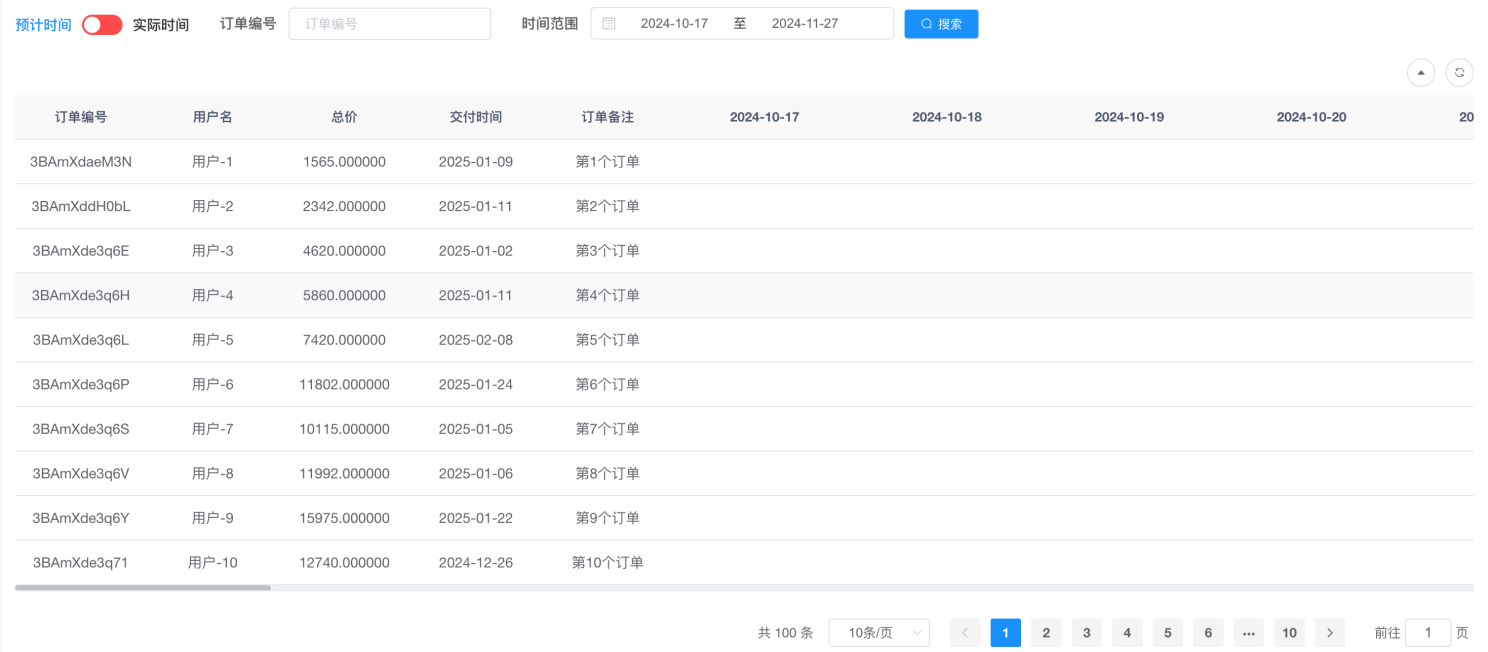 预计时间 实际时间 订单编号 订单编号 时间范围 2024-10-17 至 2024-11-27 搜索
订单编号 用户名 总价 交付时间 订单备注 2024-10-17 2024-10-18 2024-10-19 2024-10-20 20
3BAmXdaeM3N 用户-1 1565.000000 2025-01-09 第1个订单
3BAmXddH0bL 用户-2 2342.000000 2025-01-11 第2个订单
3BAmXde3q6E 用户-3 4620.000000 2025-01-02 第3个订单
3BAmXde3q6H 用户-4 5860.000000 2025-01-11 第4个订单
3BAmXde3q6L 用户-5 7420.000000 2025-02-08 第5个订单
3BAmXde3q6P 用户-6 11802.000000 2025-01-24 第6个订单
3BAmXde3q6S 用户-7 10115.000000 2025-01-05 第7个订单
3BAmXde3q6V 用户-8 11992.000000 2025-01-06 第8个订单
3BAmXde3q6Y 用户-9 15975.000000 2025-01-22 第9个订单
3BAmXde3q71 用户-10 12740.000000 2024-12-26 第10个订单
共 100 条 10条/页 1 2 3 4 5 6 ••• 10 前往 1 页